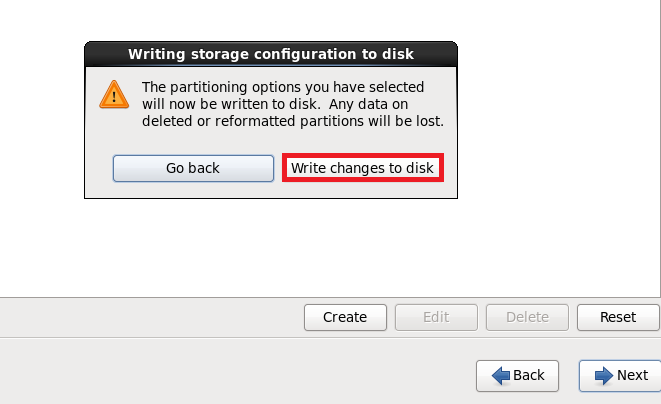 Writing storage configuration to disk
The partitioning options you have selected
will now be written to disk.  Any data on
deleted or reformatted partitions will be lost.
Go back
Write changes to disk
Create
Edit
Delete
Reset
Back
Next